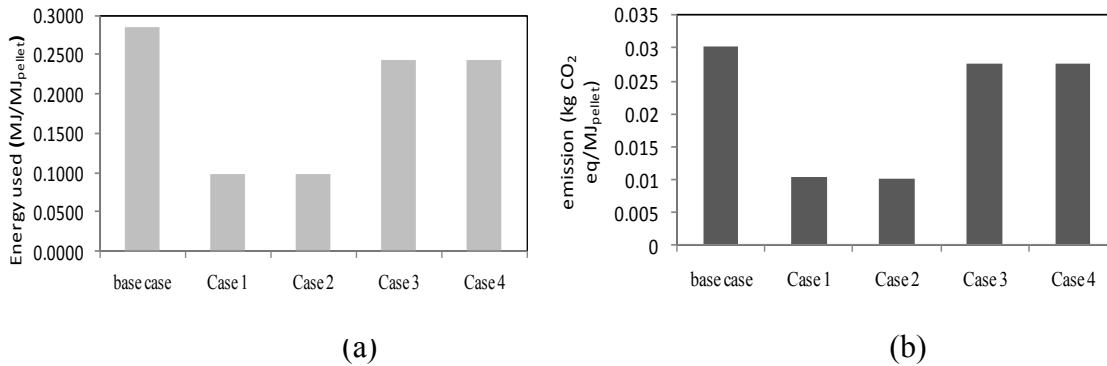 Energy used (MJ/MJpellet)
0.3000
0.2500
0.2000
0.1500
0.1000
0.0500
0.0000
base case Case 1 Case 2 Case 3 Case 4
(a)
emission (kg CO2
eq/MJpellet)
0.035
0.03
0.025
0.02
0.015
0.01
0.005
0
base case Case 1 Case 2 Case 3 Case 4
(b)